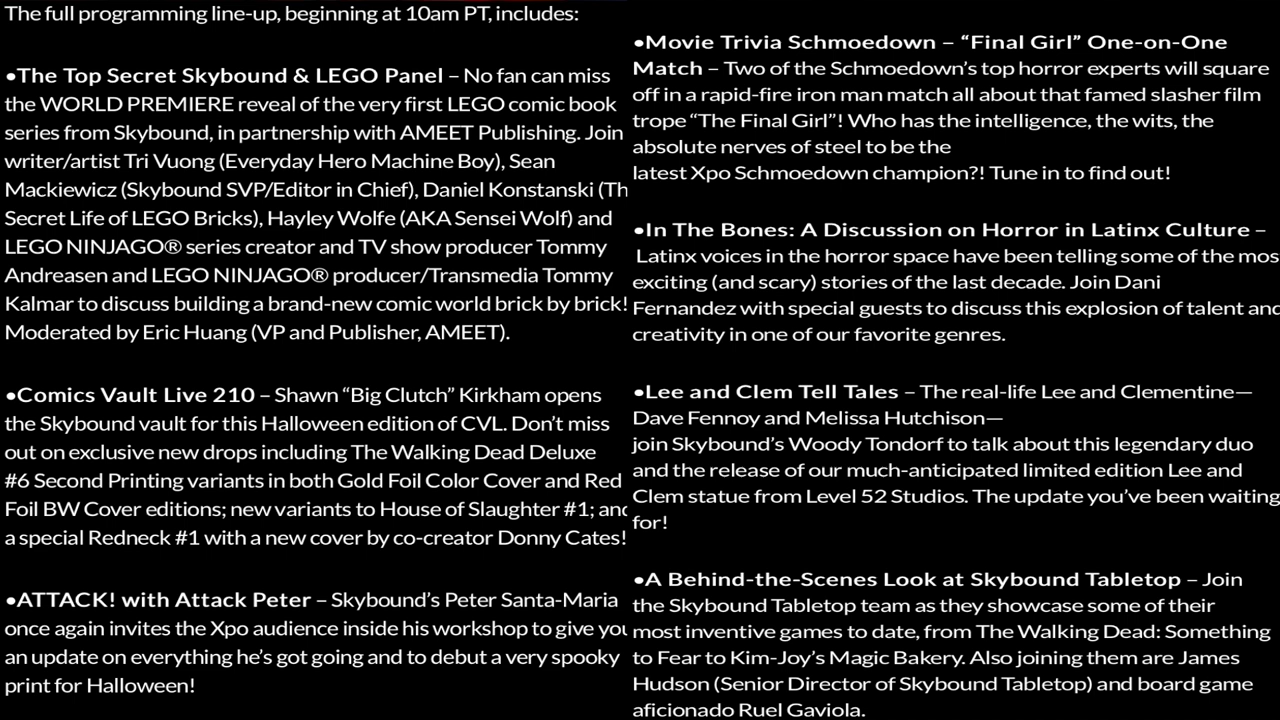 The full programming line-up, beginning at 10am PT, includes:
•The Top Secret Skybound & LEGO Panel – No fan can miss
the WORLD PREMIERE reveal of the very first LEGO comic book
series from Skybound, in partnership with AMEET Publishing. Join
writer/artist Tri Vuong (Everyday Hero Machine Boy), Sean
Mackiewicz (Skybound SVP/Editor in Chief), Daniel Konstanski (Th
Secret Life of LEGO Bricks), Hayley Wolfe (AKA Sensei Wolf) and
LEGO NINJAGO® series creator and TV show producer Tommy
Andreasen and LEGO NINJAGO® producer/Transmedia Tommy
Kalmar to discuss building a brand-new comic world brick by brick!
Moderated by Eric Huang (VP and Publisher, AMEET).
•Comics Vault Live 210 – Shawn “Big Clutch” Kirkham opens
the Skybound vault for this Halloween edition of CVL. Don’t miss
out on exclusive new drops including The Walking Dead Deluxe
#6 Second Printing variants in both Gold Foil Color Cover and Red
Foil BW Cover editions; new variants to House of Slaughter #1; and
a special Redneck #1 with a new cover by co-creator Donny Cates!
•ATTACK! with Attack Peter – Skybound’s Peter Santa-Maria
once again invites the Xpo audience inside his workshop to give you
an update on everything he’s got going and to debut a very spooky
print for Halloween!
•Movie Trivia Schmoedown – “Final Girl” One-on-One
Match – Two of the Schmoedown’s top horror experts will square
off in a rapid-fire iron man match all about that famed slasher film
trope “The Final Girl”! Who has the intelligence, the wits, the
absolute nerves of steel to be the
latest Xpo Schmoedown champion?! Tune in to find out!
•In The Bones: A Discussion on Horror in Latinx Culture –
Latinx voices in the horror space have been telling some of the mos
exciting (and scary) stories of the last decade. Join Dani
Fernandez with special guests to discuss this explosion of talent and
creativity in one of our favorite genres.
•Lee and Clem Tell Tales – The real-life Lee and Clementine—
Dave Fennoy and Melissa Hutchison—
join Skybound’s Woody Tondorf to talk about this legendary duo
and the release of our much-anticipated limited edition Lee and
Clem statue from Level 52 Studios. The update you’ve been waiting
for!
•A Behind-the-Scenes Look at Skybound Tabletop – Join
the Skybound Tabletop team as they showcase some of their
most inventive games to date, from The Walking Dead: Something
to Fear to Kim-Joy’s Magic Bakery. Also joining them are James
Hudson (Senior Director of Skybound Tabletop) and board game
aficionado Ruel Gaviola.